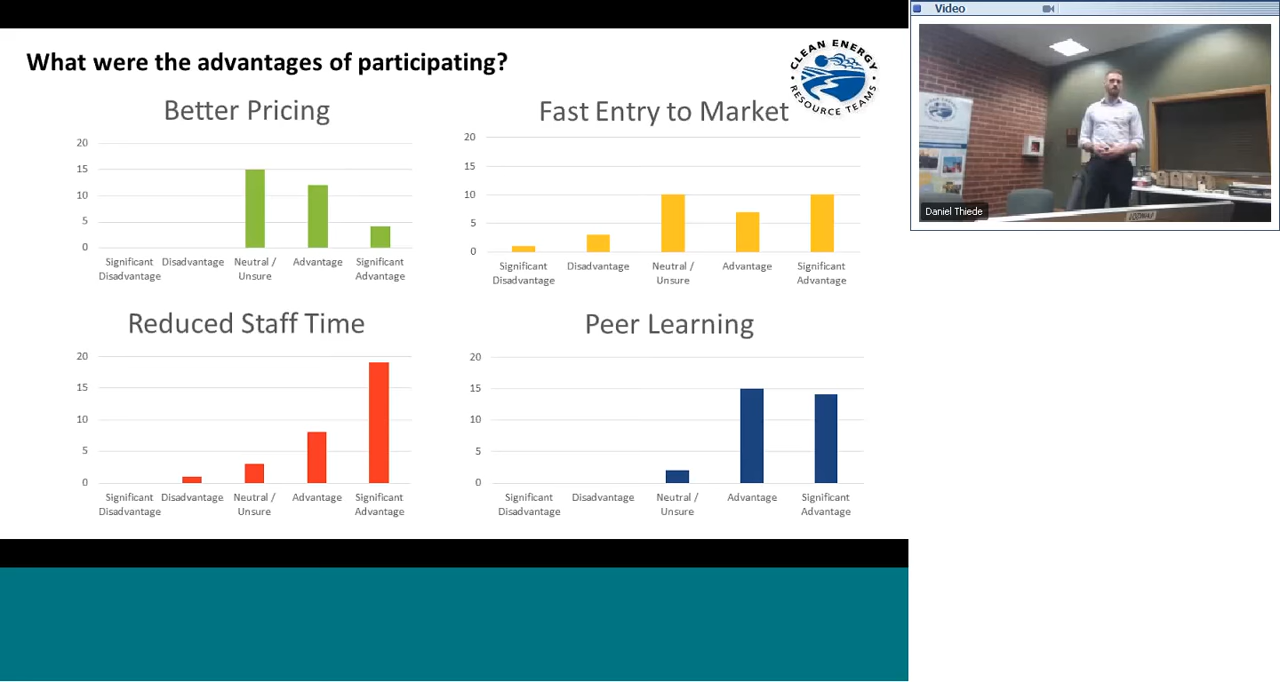 What were the advantages of participating?
CLEAN ENERGY
RESOURCE TEAMS
Better Pricing
20
15
10
5
0
Significant Disadvantage
Disadvantage
Neutral / Unsure
Advantage
Significant Advantage
Fast Entry to Market
20
15
10
5
0
Significant Disadvantage
Disadvantage
Neutral / Unsure
Advantage
Significant Advantage
Reduced Staff Time
20
15
10
5
0
Significant Disadvantage
Disadvantage
Neutral / Unsure
Advantage
Significant Advantage
Peer Learning
20
15
10
5
0
Significant Disadvantage
Disadvantage
Neutral / Unsure
Advantage
Significant Advantage
Video
Daniel Thiede